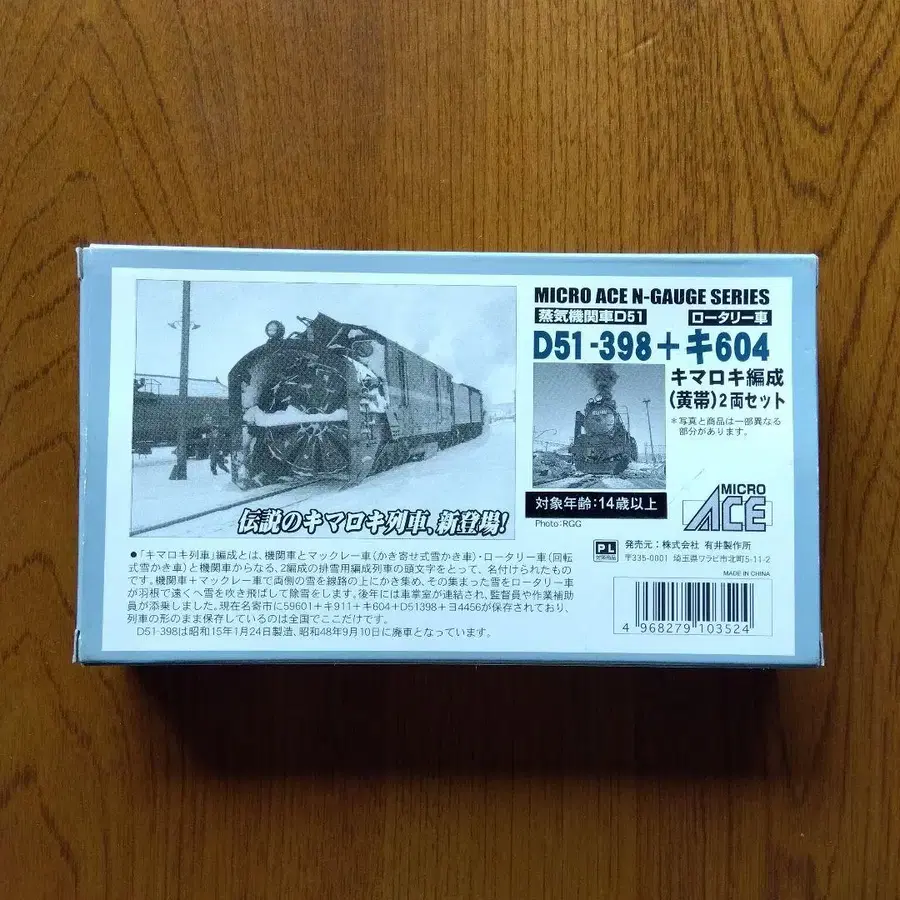 MICRO ACE N-GAUGE SERIES
蒸気機関車D51 ロータリー車
D51-398+キ604
キマロキ編成
(黄帯)2両セット
*写真と商品は一部異なる
部分があります。
対象年齢:14歳以上
Photo:RGG
MICRO
ACE
伝説のキマロキ列車、新登場!
●「キマロキ列車」編成とは、機関車とマックレー車(かき寄せ式雪かき車)・ロータリー車(回転
式雪かき車)と機関車からなる、2編成の排雪用編成列車の頭文字をとって、名付けられたもの
です。機関車+マックレー車で両側の雪を線路の上にかき集め、その集まった雪をロータリー車
が羽根で遠くへ雪を吹き飛ばして除雪をします。後年には車掌室が連結され、監督員や作業補助
員が添乗しました。現在名寄市に59601+キ911+キ604+D51398+ヨ4456が保存されており、
列車の形のまま保存しているのは全国でここだけです。
D51-398は昭和15年1月24日製造、昭和48年9月10日に廃車となっています。
PL
発売元:株式会社 有井製作所
〒335-0001 埼玉県ワラビ市北町5-11-2
MADE IN CHINA
4 968279 103524